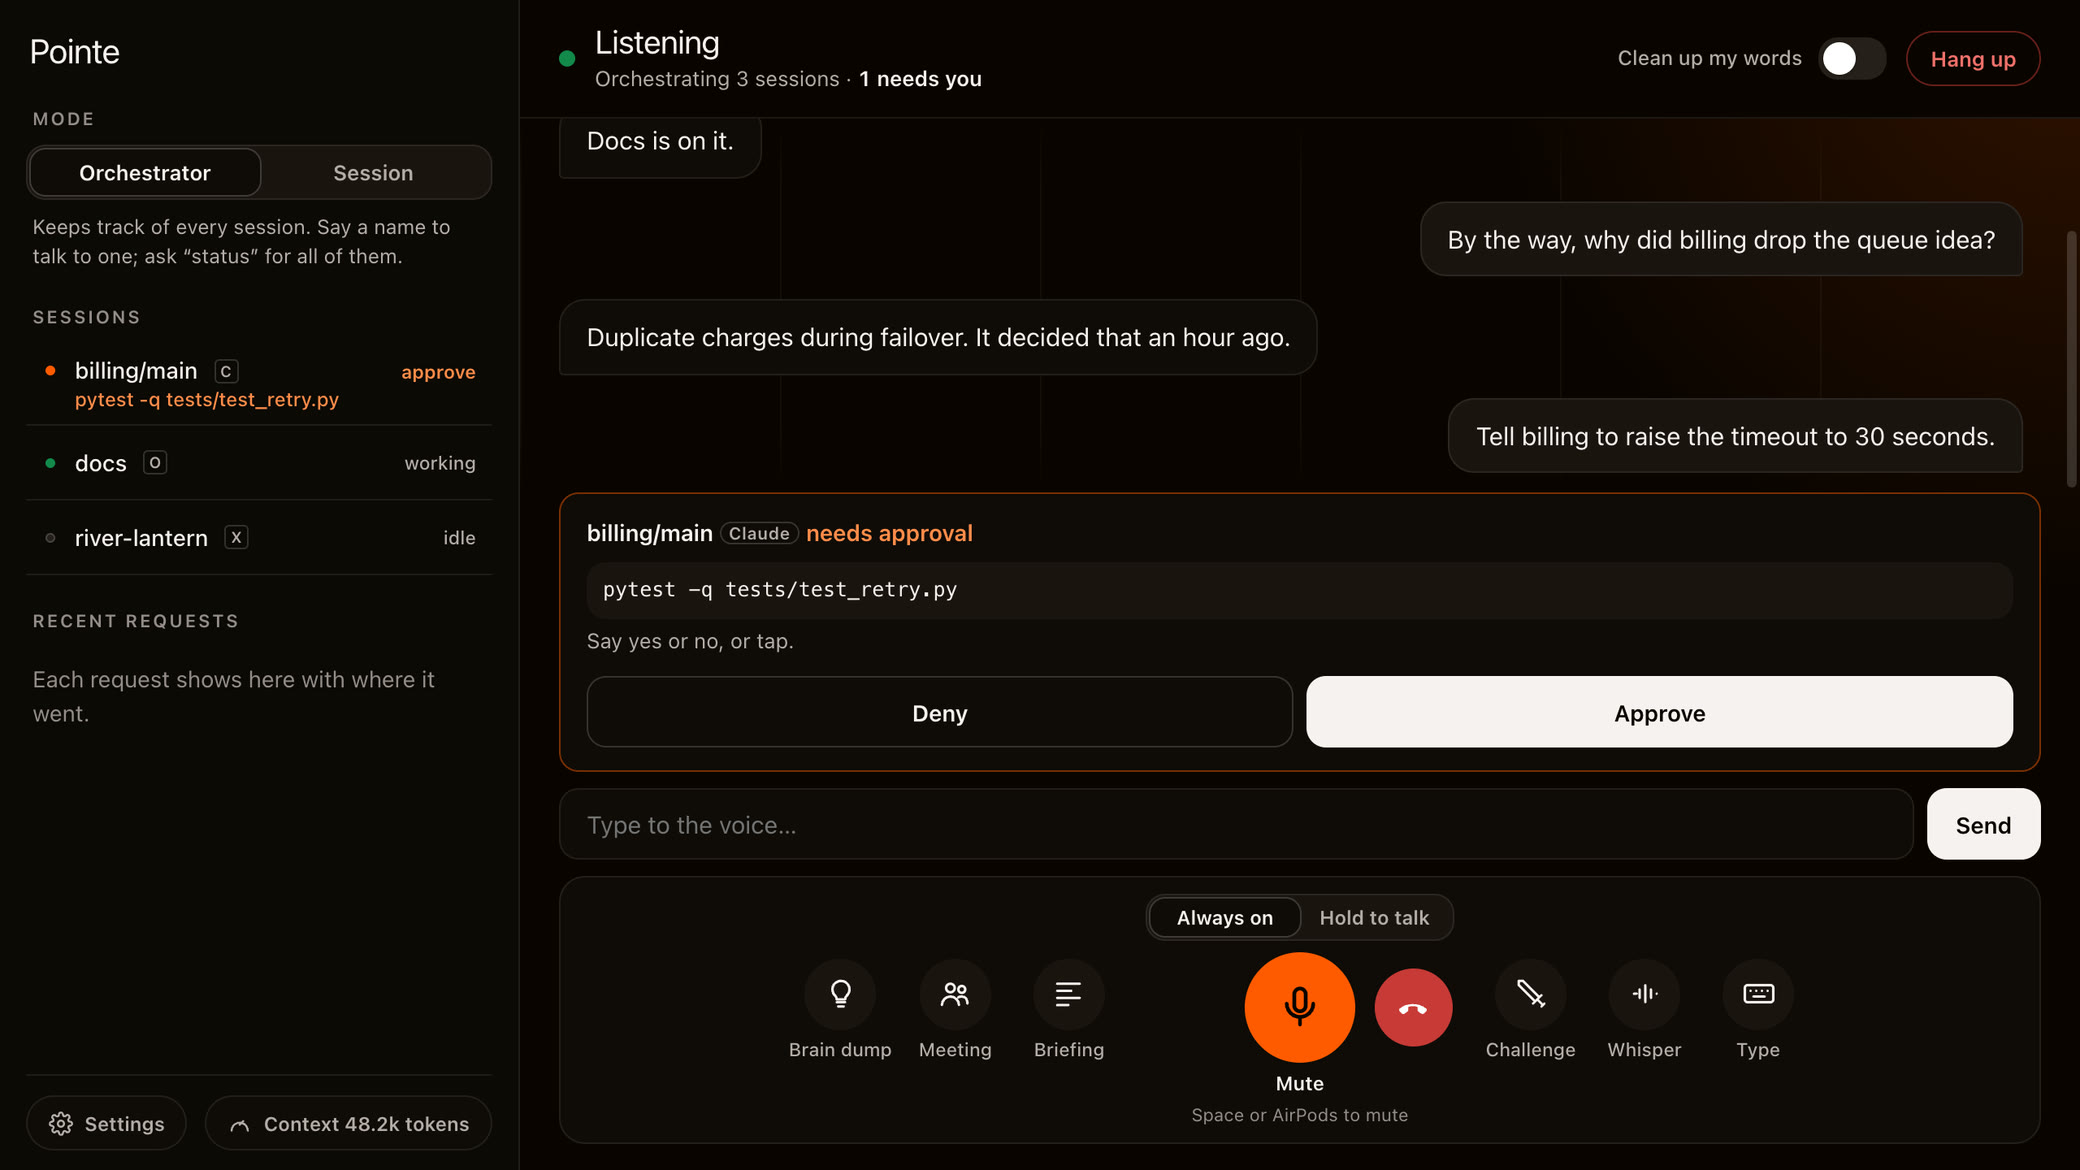 Pointe
MODE
Orchestrator
Session
Keeps track of every session. Say a name to
talk to one; ask “status” for all of them.
SESSIONS
billing/main C approve
pytest -q tests/test_retry.py
docs O working
river-lantern X idle
RECENT REQUESTS
Each request shows here with where it
went.
Settings
Context 48.2k tokens
Listening
Orchestrating 3 sessions · 1 needs you
Clean up my words
Hang up
Docs is on it.
By the way, why did billing drop the queue idea?
Duplicate charges during failover. It decided that an hour ago.
Tell billing to raise the timeout to 30 seconds.
billing/main Claude needs approval
pytest -q tests/test_retry.py
Say yes or no, or tap.
Deny
Approve
Type to the voice...
Send
Always on
Hold to talk
Brain dump
Meeting
Briefing
Mute
Space or AirPods to mute
Challenge
Whisper
Type